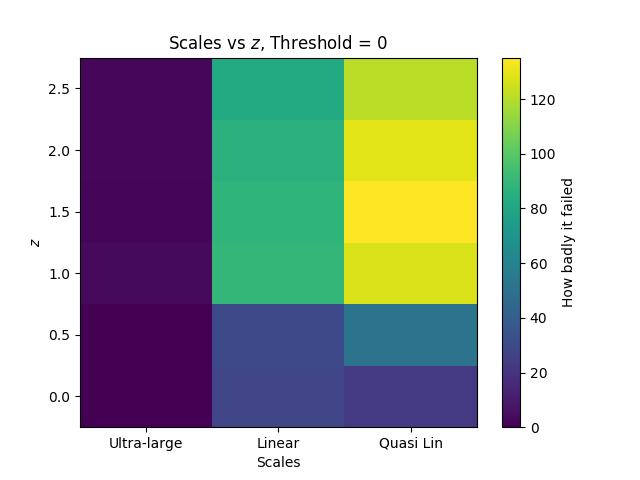 Scales vs z, Threshold = 0
2.5
2.0
1.5
1.0
0.5
0.0
z
Ultra-large Linear Quasi Lin
Scales
120
100
80
60
40
20
0
How badly it failed